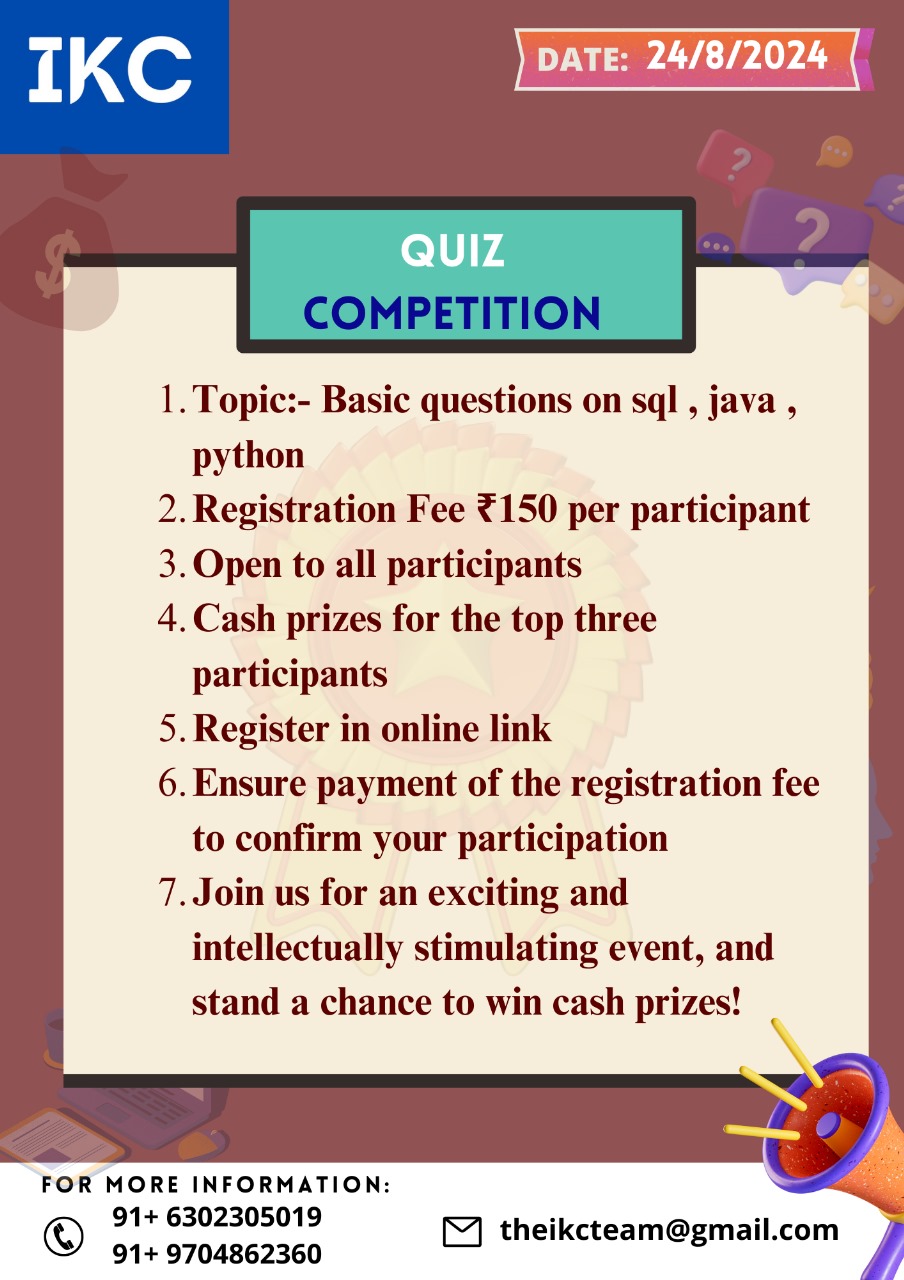 IKC
DATE: 24/8/2024
QUIZ
COMPETITION
1. Topic:- Basic questions on sql , java ,
python
2. Registration Fee ₹150 per participant
3. Open to all participants
4. Cash prizes for the top three
participants
5. Register in online link
6. Ensure payment of the registration fee
to confirm your participation
7. Join us for an exciting and
intellectually stimulating event, and
stand a chance to win cash prizes!
FOR MORE INFORMATION:
91+ 6302305019
91+ 9704862360
theikcteam@gmail.com